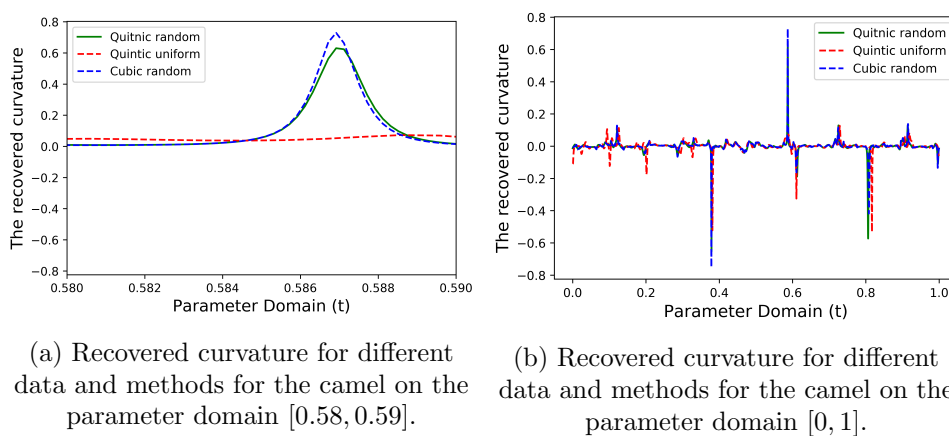 0.8
0.6
0.4
0.2
0.0
−0.2
−0.4
−0.6
−0.8
The recovered curvature
Quitnic random
Quintic uniform
Cubic random
0.580
0.582
0.584
0.586
0.588
0.590
Parameter Domain (t)
(a) Recovered curvature for different
data and methods for the camel on the
parameter domain [0.58, 0.59].
0.8
0.6
0.4
0.2
0.0
−0.2
−0.4
−0.6
−0.8
The recovered curvature
Quitnic random
Quintic uniform
Cubic random
0.0
0.2
0.4
0.6
0.8
1.0
Parameter Domain (t)
(b) Recovered curvature for different
data and methods for the camel on the
parameter domain [0, 1].